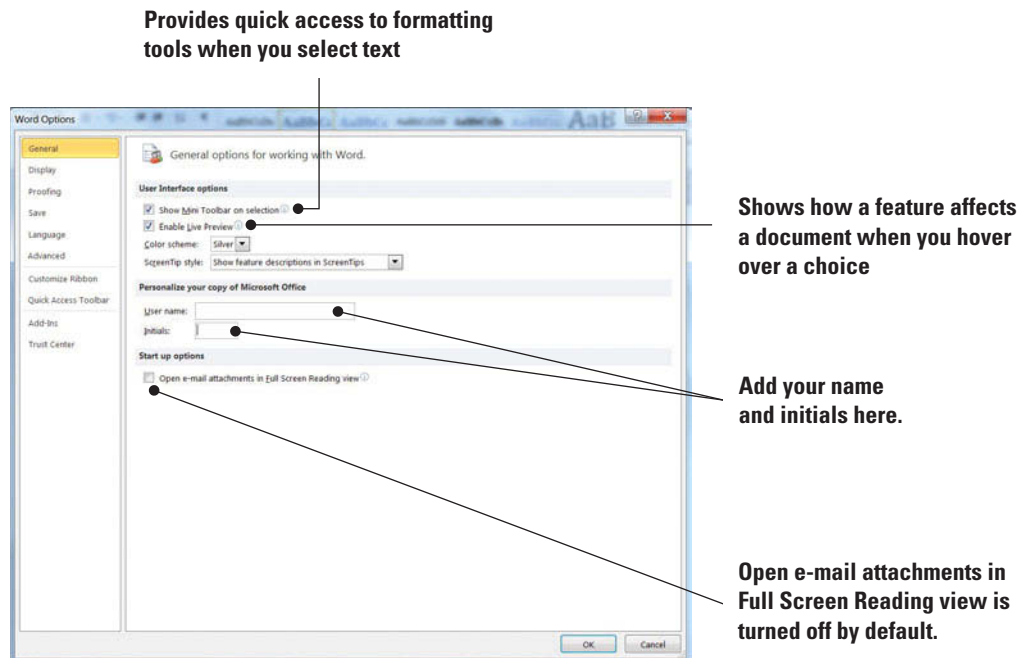 Provides quick access to formatting
tools when you select text
Word Options
AaB
General
Display
Proofing
Save
Language
Advanced
Customize Ribbon
Quick Access Toolbar
Add-Ins
Trust Center
General options for working with Word.
User Interface options
Show Mini Toolbar on selection
Enable Live Preview
Color scheme: Silver
ScreenTip style: Show feature descriptions in ScreenTips
Personalize your copy of Microsoft Office
User name:
Initials:
Start up options
Open e-mail attachments in Full Screen Reading view
OK Cancel
Shows how a feature affects
a document when you hover
over a choice
Add your name
and initials here.
Open e-mail attachments in
Full Screen Reading view is
turned off by default.